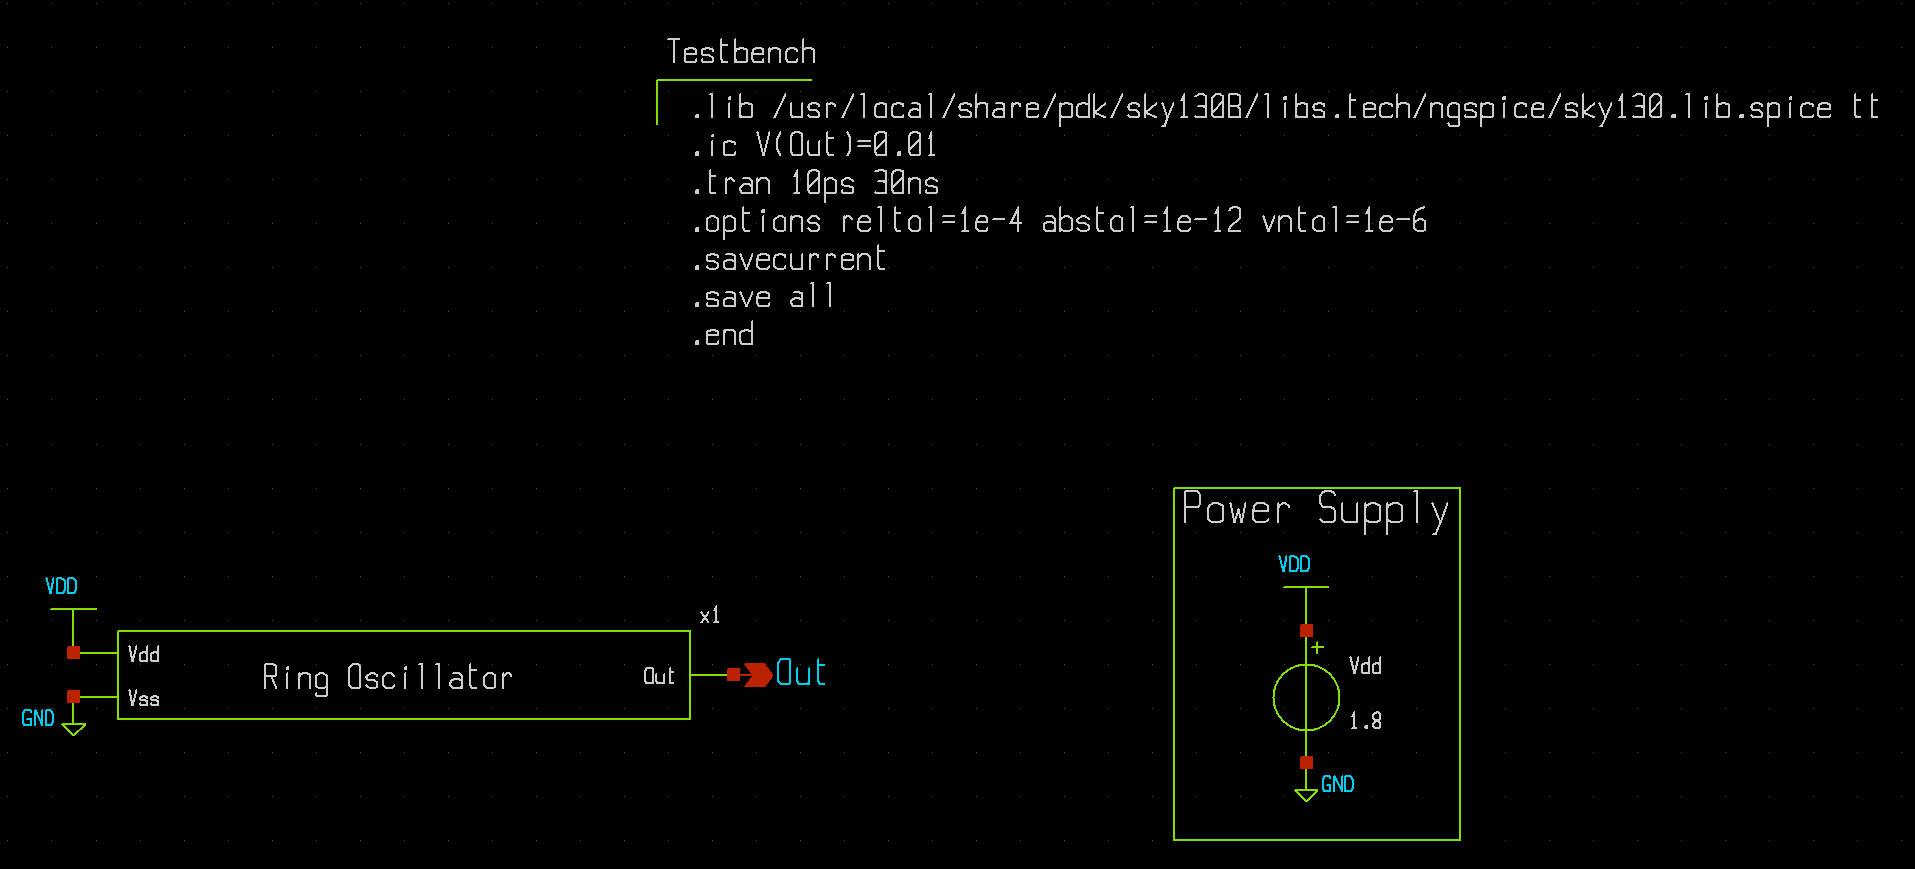 Testbench
.lib /usr/local/share/pdk/sky130B/libs.tech/ngspice/sky130.lib.spice tt
.ic V(Out)=0.01
.tran 10ps 30ns
.options reltol=1e-4 abstol=1e-12 vntol=1e-6
.savecurrent
.save all
.end
VDD
x1
Vdd
Ring Oscillator
Out
Out
Vss
GND
Power Supply
VDD
+
Vdd
1.8
GND